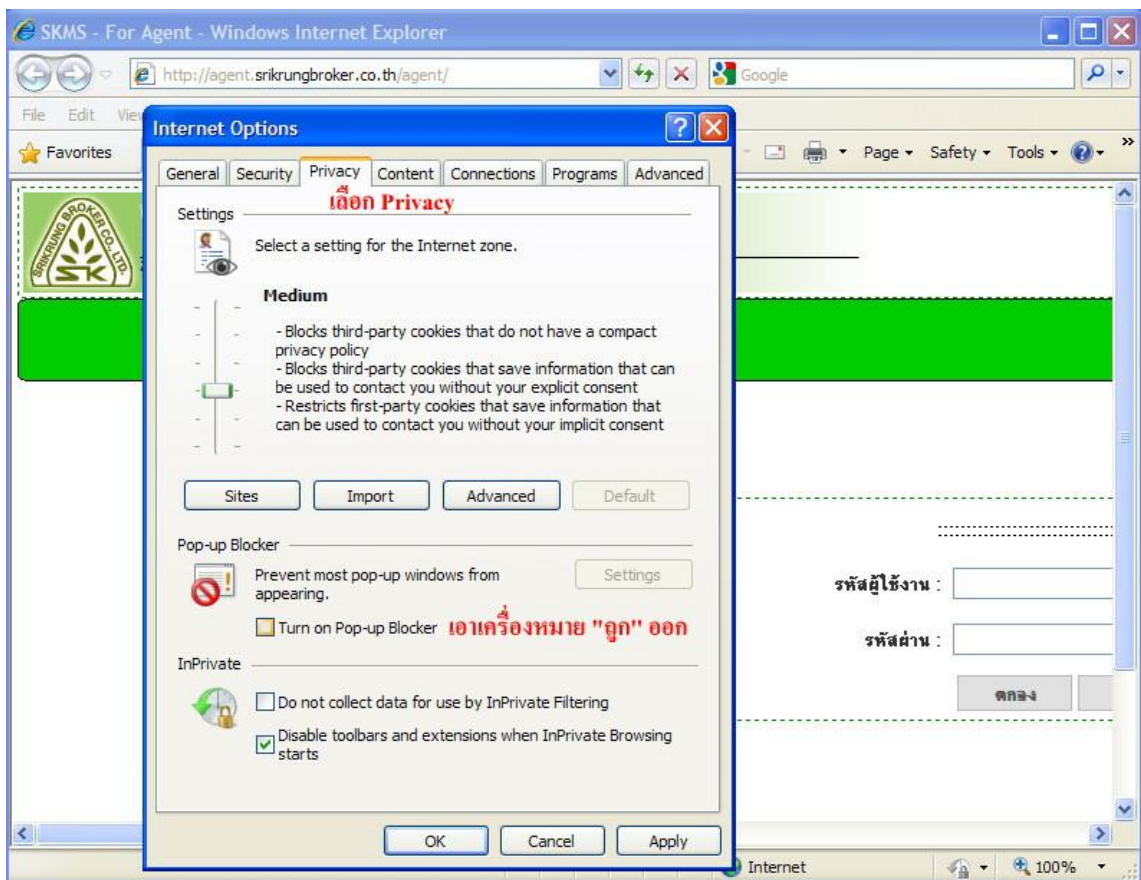 SKMS - For Agent - Windows Internet Explorer
http://agent.srikrungbroker.co.th/agent/
Google
File Edit
Favorites
Page Safety Tools
SRIKRUNG BROKER CO., LTD.
SK
Internet Options
General Security Privacy Content Connections Programs Advanced
เลือก Privacy
Settings
Select a setting for the Internet zone.
Medium
- Blocks third-party cookies that do not have a compact
privacy policy
- Blocks third-party cookies that save information that can
be used to contact you without your explicit consent
- Restricts first-party cookies that save information that
can be used to contact you without your implicit consent
Sites Import Advanced Default
Pop-up Blocker
Prevent most pop-up windows from
appearing.
Settings
Turn on Pop-up Blocker เอาเครื่องหมาย "ถูก" ออก
InPrivate
Do not collect data for use by InPrivate Filtering
Disable toolbars and extensions when InPrivate Browsing
starts
OK Cancel Apply
รหัสผู้ใช้งาน :
รหัสผ่าน :
ตกลง
Internet
100%